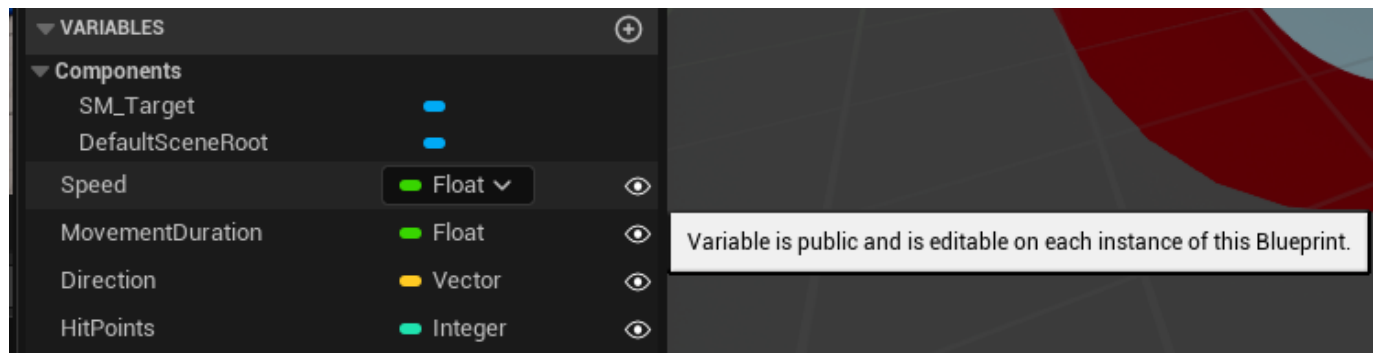 VARIABLES
Components
SM_Target
DefaultSceneRoot
Speed Float
MovementDuration Float
Variable is public and is editable on each instance of this Blueprint.
Direction Vector
HitPoints Integer